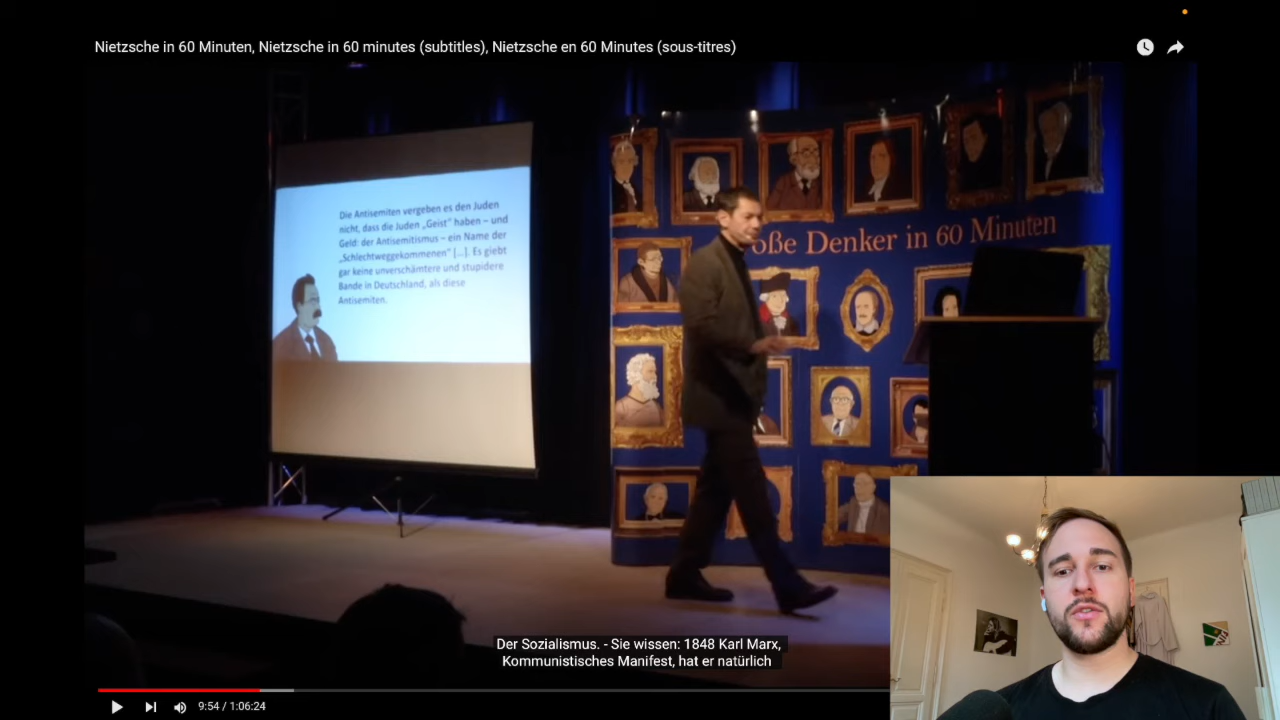 Nietzsche in 60 Minuten, Nietzsche in 60 minutes (subtitles), Nietzsche en 60 Minutes (sous-titres)
Die Antisemiten vergeben es den Juden
nicht, dass die Juden „Geist" haben – und
Geld: der Antisemitismus – ein Name der
„Schlechtweggekommenen" [...]. Es giebt
gar keine unverschämtere und stupidere
Bande in Deutschland, als diese
Antisemiten.
oße Denker in 60 Minuten
Der Sozialismus. - Sie wissen: 1848 Karl Marx,
Kommunistisches Manifest, hat er natürlich
9:54 / 1:06:24